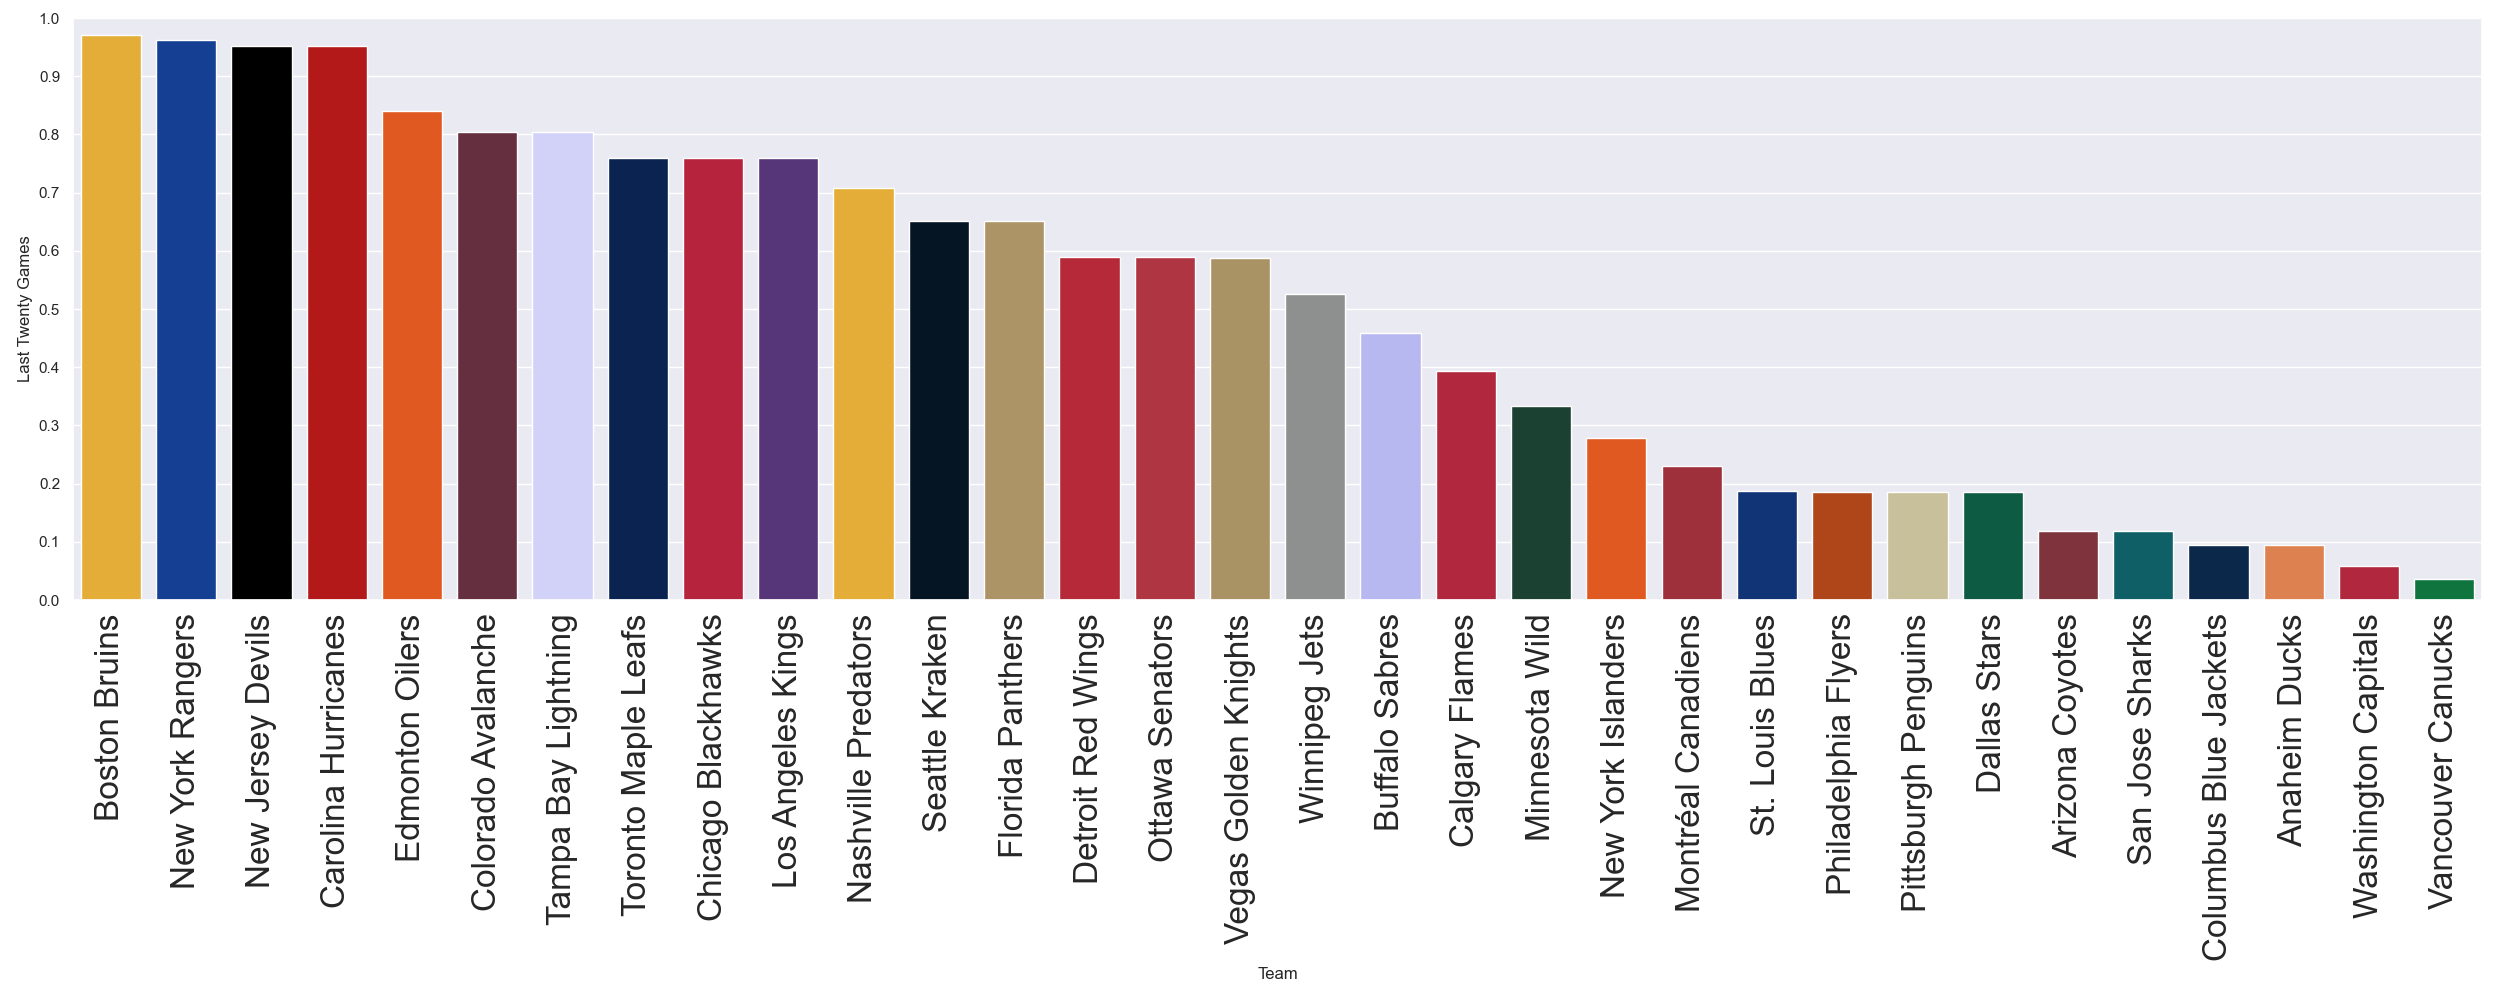 1.0
0.9
0.8
0.7
0.6
0.5
0.4
0.3
0.2
0.1
0.0
Last Twenty Games
Boston Bruins
New York Rangers
New Jersey Devils
Carolina Hurricanes
Edmonton Oilers
Colorado Avalanche
Tampa Bay Lightning
Toronto Maple Leafs
Chicago Blackhawks
Los Angeles Kings
Nashville Predators
Seattle Kraken
Florida Panthers
Detroit Red Wings
Ottawa Senators
Vegas Golden Knights
Winnipeg Jets
Buffalo Sabres
Calgary Flames
Minnesota Wild
New York Islanders
Montréal Canadiens
St. Louis Blues
Philadelphia Flyers
Pittsburgh Penguins
Dallas Stars
Arizona Coyotes
San Jose Sharks
Columbus Blue Jackets
Anaheim Ducks
Washington Capitals
Vancouver Canucks
Team